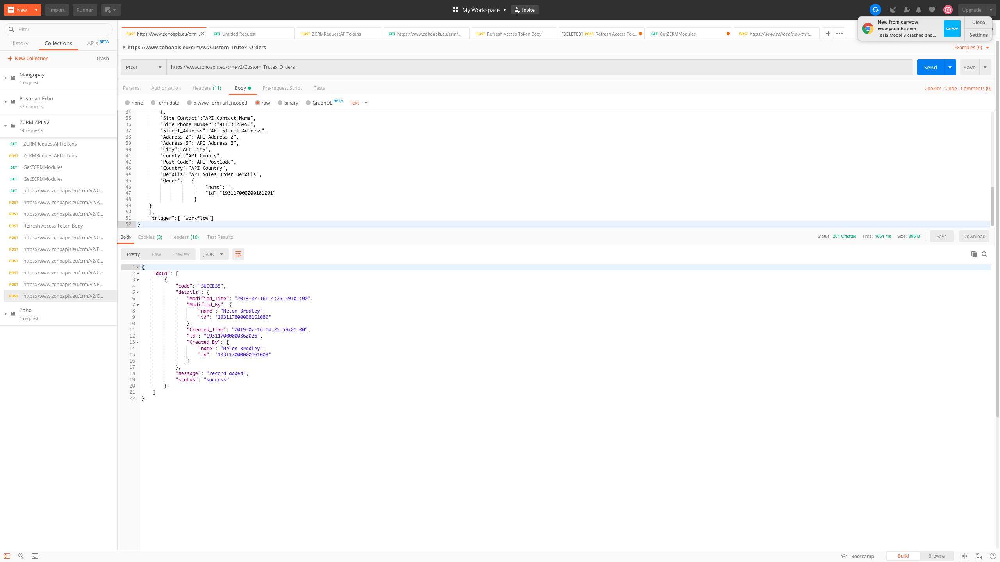 New
Import
Runner
My Workspace
Invite
Upgrade
New from carwow
www.youtube.com
Tesla Model 3 crashed and...
carwow
Close
Settings
Filter
History
Collections
APIs BETA
New Collection
Trash
Mangopay
1 request
Postman Echo
37 requests
ZCRM API V2
14 requests
GET ZCRMRequestAPITokens
POST ZCRMRequestAPITokens
GET GetZCRMModules
GET GetZCRMModules
GET https://www.zohoapis.eu/crm/v2/C...
POST https://www.zohoapis.eu/crm/v2/A...
POST https://www.zohoapis.eu/crm/v2/C...
POST Refresh Access Token Body
POST https://www.zohoapis.eu/crm/v2/C...
POST https://www.zohoapis.eu/crm/v2/P...
POST https://www.zohoapis.eu/crm/v2/C...
POST https://www.zohoapis.eu/crm/v2/C...
POST https://www.zohoapis.eu/crm/v2/P...
POST https://www.zohoapis.eu/crm/v2/C...
Zoho
1 request
POST https://www.zohoapis.eu/crm...
GET Untitled Request
POST ZCRMRequestAPITokens
GET https://www.zohoapis.eu/crm/...
POST Refresh Access Token Body
[DELETED] POST Refresh Access Tok...
GET GetZCRMModules
POST https://www.zohoapis.eu/crm...
https://www.zohoapis.eu/crm/v2/Custom_Trutex_Orders
Examples (0)
POST
https://www.zohoapis.eu/crm/v2/Custom_Trutex_Orders
Send
Save
Params
Authorization
Headers (11)
Body
Pre-request Script
Tests
Cookies
Code
Comments (0)
none
form-data
x-www-form-urlencoded
raw
binary
GraphQL BETA
Text
34 },
35 "Site_Contact":"API Contact Name",
36 "Site_Phone_Number":"01133123456",
37 "Street_Address":"API Street Address",
38 "Address_2":"API Address 2",
39 "Address_3":"API Address 3",
40 "City":"API City",
41 "County":"API County",
42 "Post_Code":"API PostCode",
43 "Country":"API Country",
44 "Details":"API Sales Order Details",
45 "Owner": {
46 "name":"",
47 "id":"193117000000161291"
48 }
49 }
50 ],
51 "trigger":[ "workflow"]
52 }
Body
Cookies (3)
Headers (16)
Test Results
Status: 201 Created
Time: 1051 ms
Size: 896 B
Save
Download
Pretty
Raw
Preview
JSON
1 {
2 "data": [
3 {
4 "code": "SUCCESS",
5 "details": {
6 "Modified_Time": "2019-07-16T14:25:59+01:00",
7 "Modified_By": {
8 "name": "Helen Bradley",
9 "id": "193117000000161009"
10 },
11 "Created_Time": "2019-07-16T14:25:59+01:00",
12 "id": "193117000000362026",
13 "Created_By": {
14 "name": "Helen Bradley",
15 "id": "193117000000161009"
16 }
17 },
18 "message": "record added",
19 "status": "success"
20 }
21 ]
22 }
Bootcamp
Build
Browse